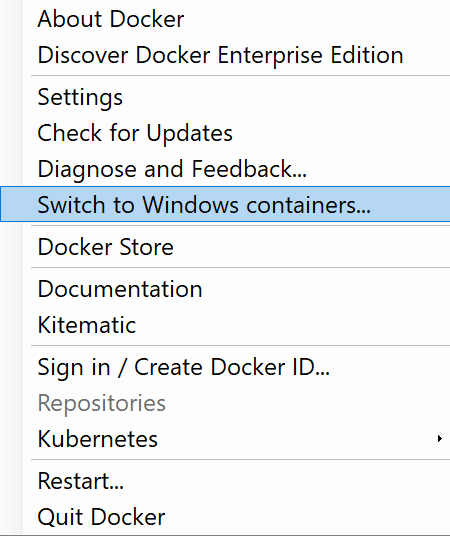 About Docker
Discover Docker Enterprise Edition
Settings
Check for Updates
Diagnose and Feedback...
Switch to Windows containers...
Docker Store
Documentation
Kitematic
Sign in / Create Docker ID...
Repositories
Kubernetes
Restart...
Quit Docker